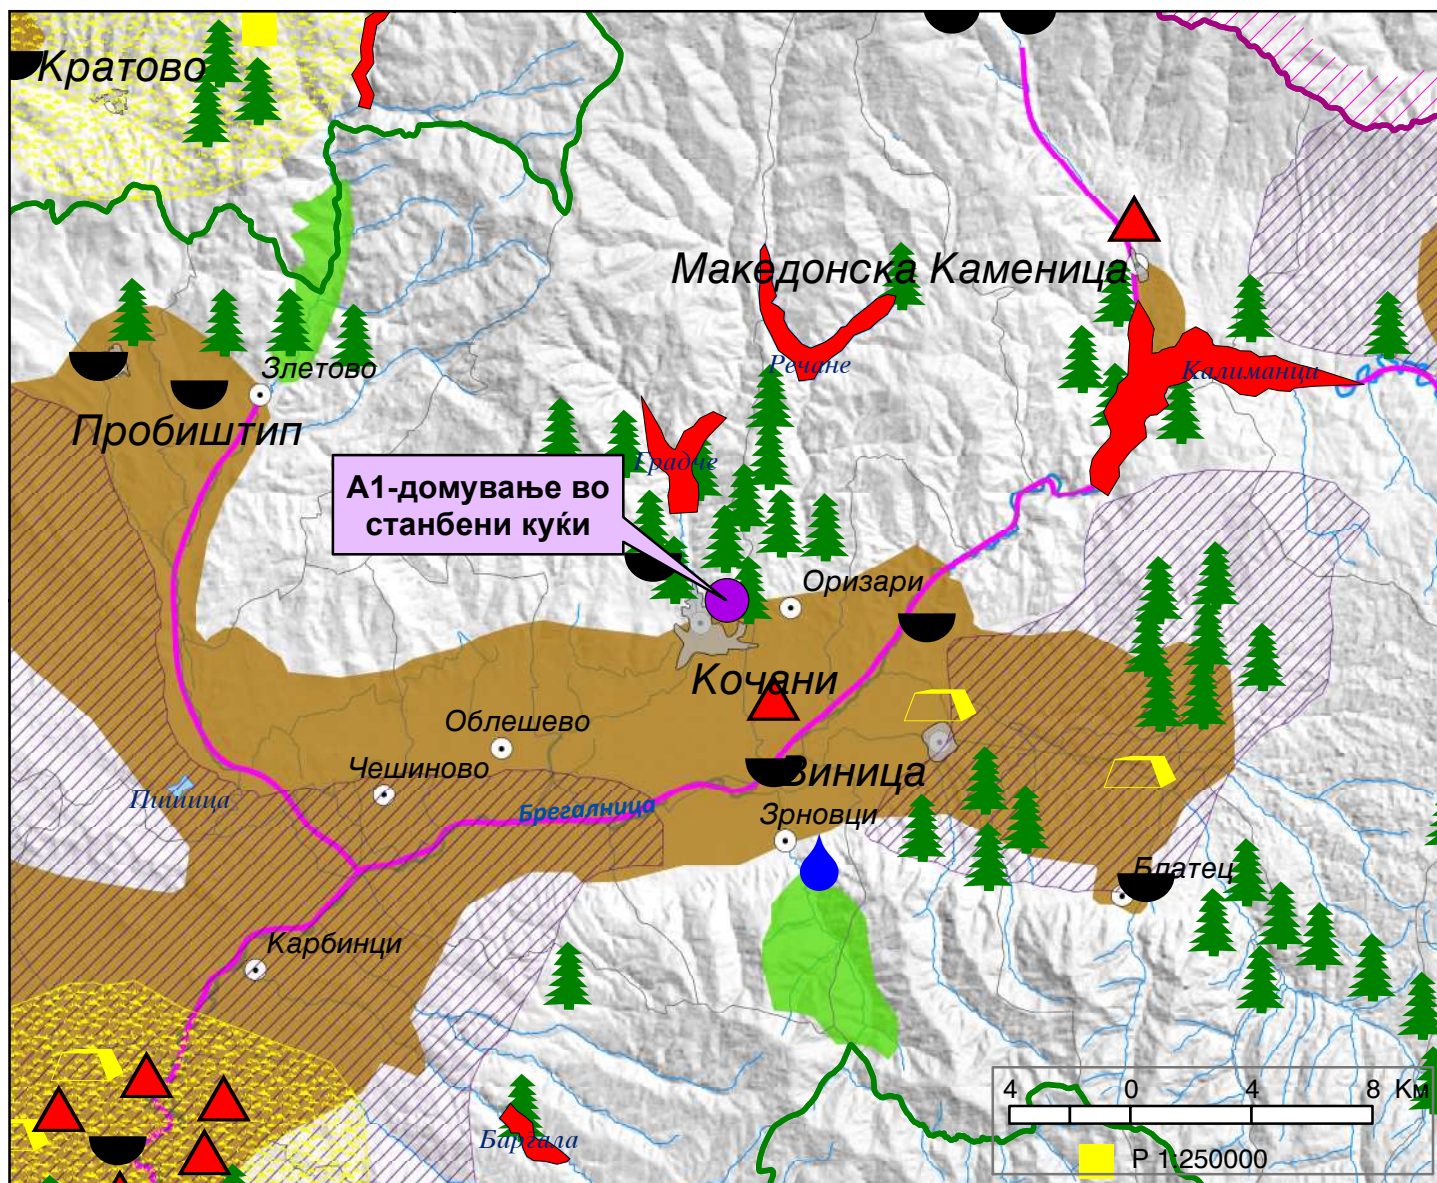 Кратово
Македонска Каменица
Речане
Калиманци
Злетово
Пробиштип
Градче
А1-домување во
станбени куќи
Оризари
Кочани
Облешево
Чешиново
Виница
Пишица
Брегалница
Зрновци
Блатец
Карбинци
Баргала
4 0 4 8 Км
Р 1:250000